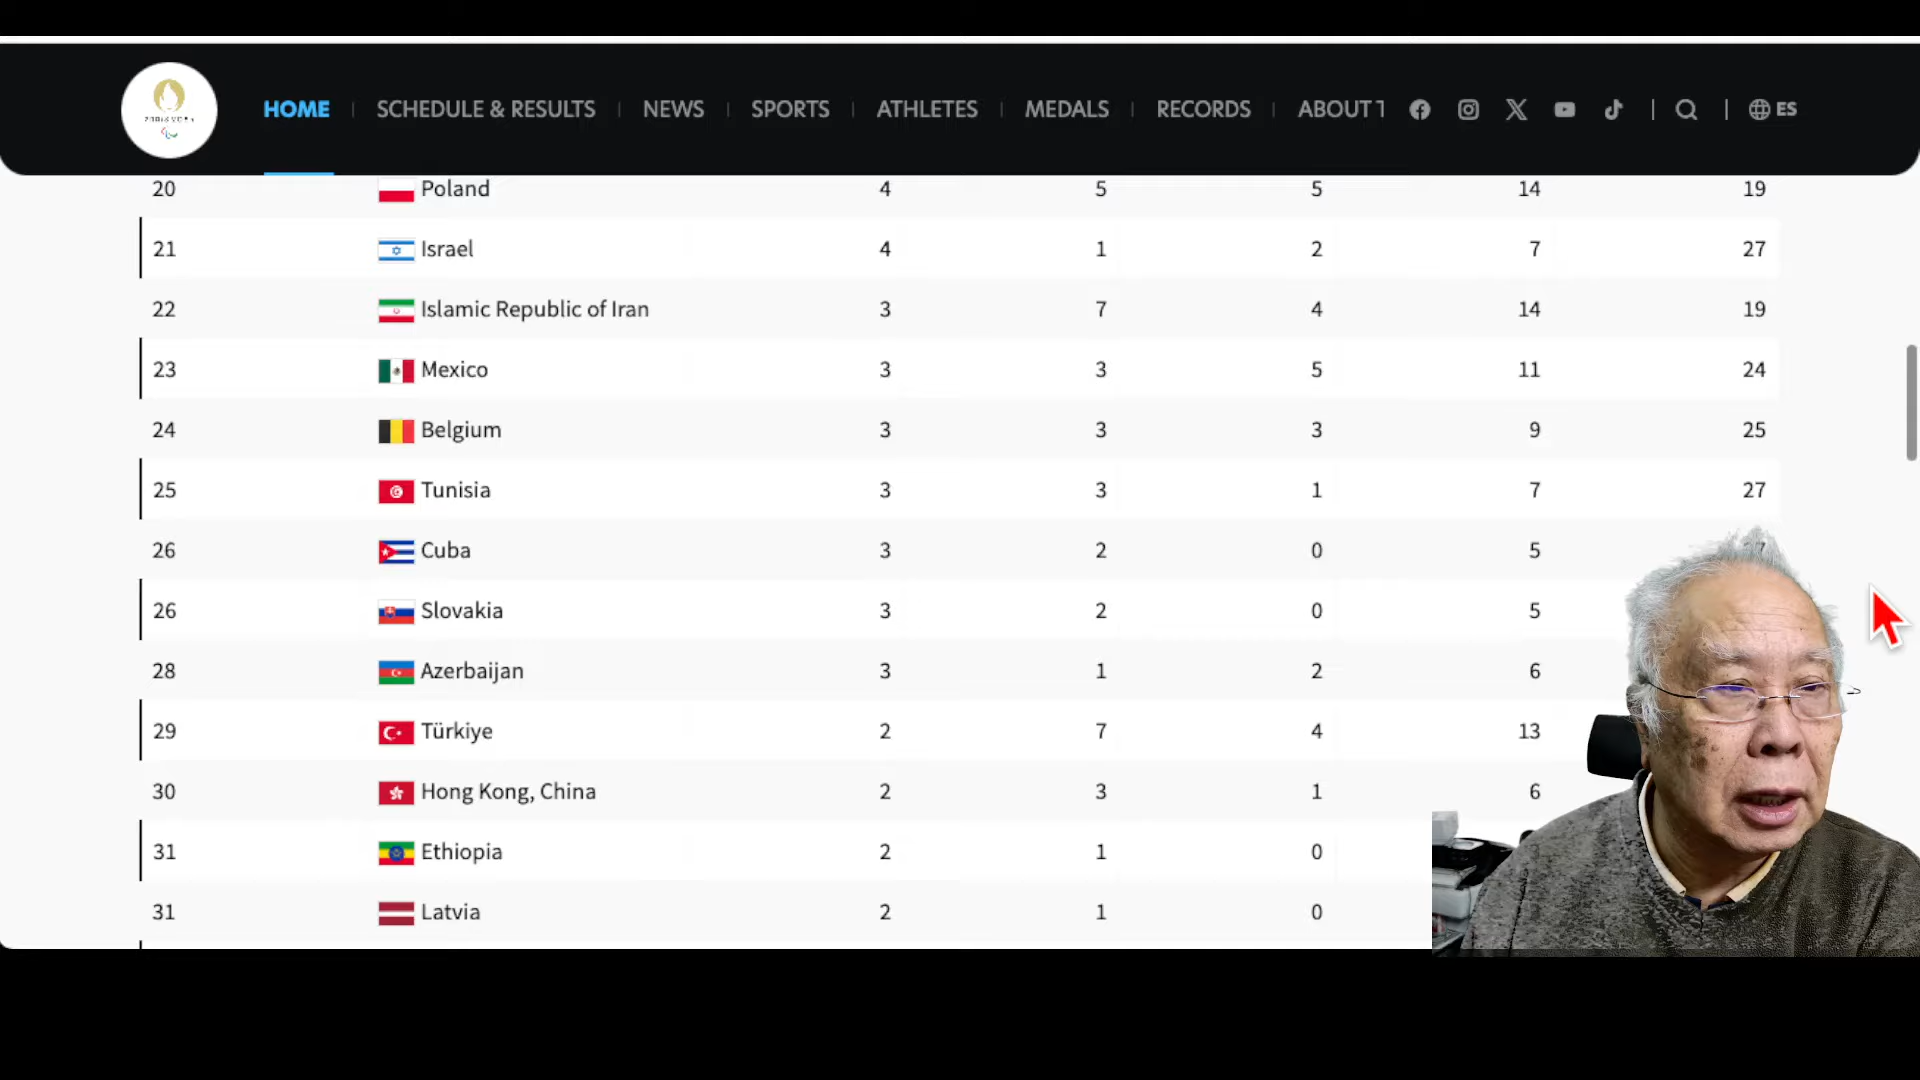 HOME | SCHEDULE & RESULTS | NEWS | SPORTS | ATHLETES | MEDALS | RECORDS | ABOUT T | | ES
20 Poland 4 5 5 14 19
21 Israel 4 1 2 7 27
22 Islamic Republic of Iran 3 7 4 14 19
23 Mexico 3 3 5 11 24
24 Belgium 3 3 3 9 25
25 Tunisia 3 3 1 7 27
26 Cuba 3 2 0 5
26 Slovakia 3 2 0 5
28 Azerbaijan 3 1 2 6
29 Türkiye 2 7 4 13
30 Hong Kong, China 2 3 1 6
31 Ethiopia 2 1 0
31 Latvia 2 1 0